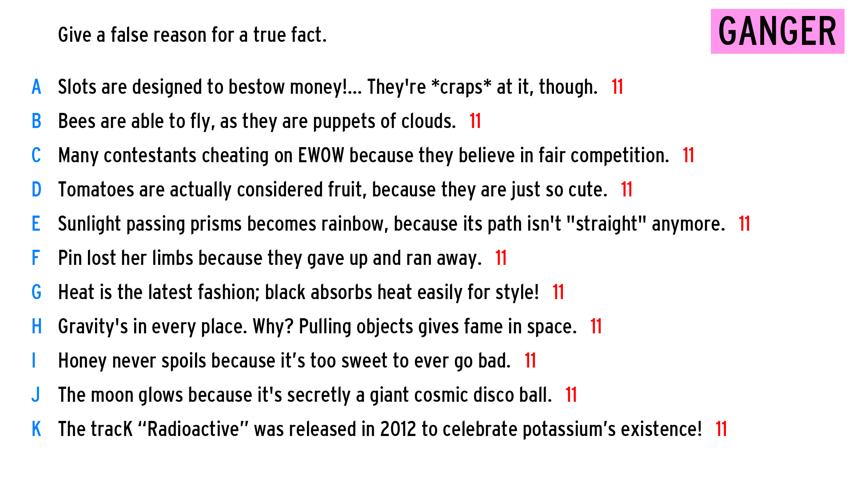 Give a false reason for a true fact.
GANGER
A Slots are designed to bestow money!... They're *craps* at it, though. 11
B Bees are able to fly, as they are puppets of clouds. 11
C Many contestants cheating on EWOW because they believe in fair competition. 11
D Tomatoes are actually considered fruit, because they are just so cute. 11
E Sunlight passing prisms becomes rainbow, because its path isn't "straight" anymore. 11
F Pin lost her limbs because they gave up and ran away. 11
G Heat is the latest fashion; black absorbs heat easily for style! 11
H Gravity's in every place. Why? Pulling objects gives fame in space. 11
I Honey never spoils because it’s too sweet to ever go bad. 11
J The moon glows because it's secretly a giant cosmic disco ball. 11
K The tracK “Radioactive” was released in 2012 to celebrate potassium’s existence! 11